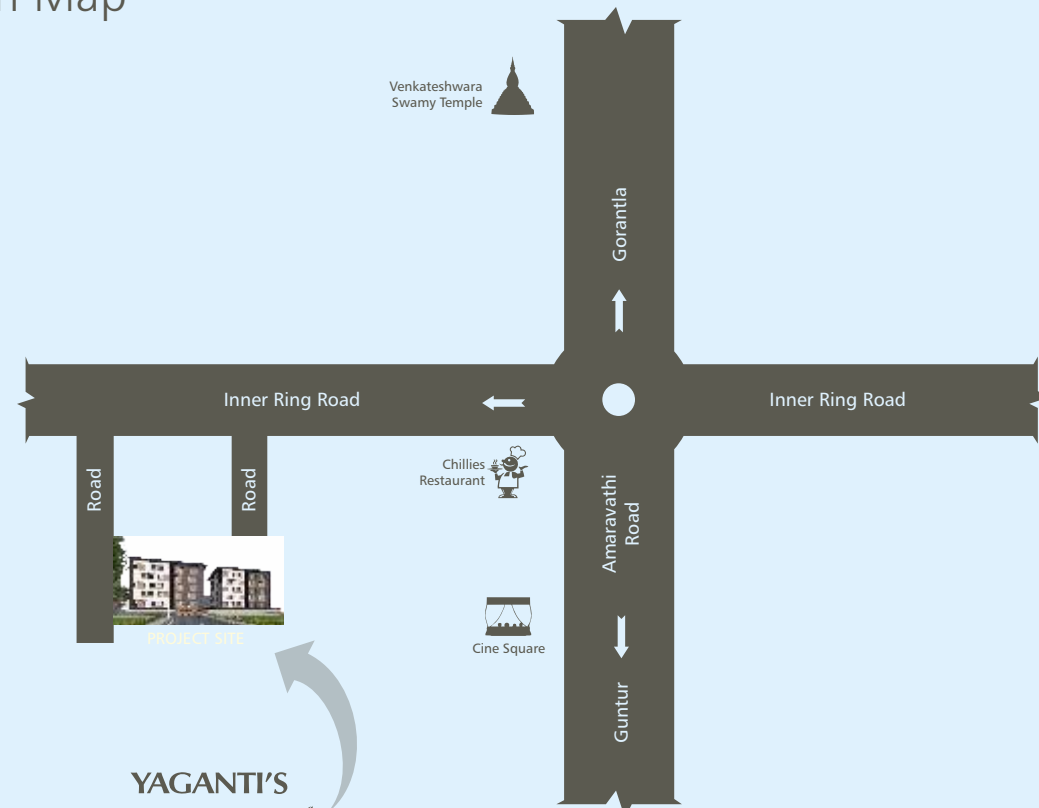 Map
Venkateshwara
Swamy Temple
Gorantla
Inner Ring Road
Inner Ring Road
Chillies
Restaurant
Road
Road
Amaravathi
Road
PROJECT SITE
Cine Square
Guntur
YAGANTI'S